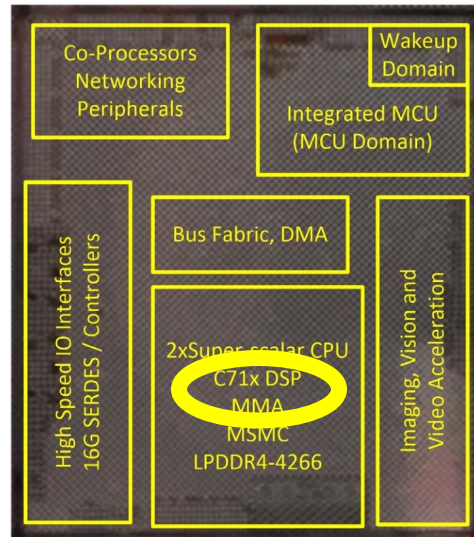 Co-Processors
Networking
Peripherals
Wakeup
Domain
Integrated MCU
(MCU Domain)
High Speed IO Interfaces
16G SERDES / Controllers
Bus Fabric, DMA
2xSuper-scalar CPU
C71x DSP
MMA
MSMC
LPDDR4-4266
Imaging, Vision and
Video Acceleration